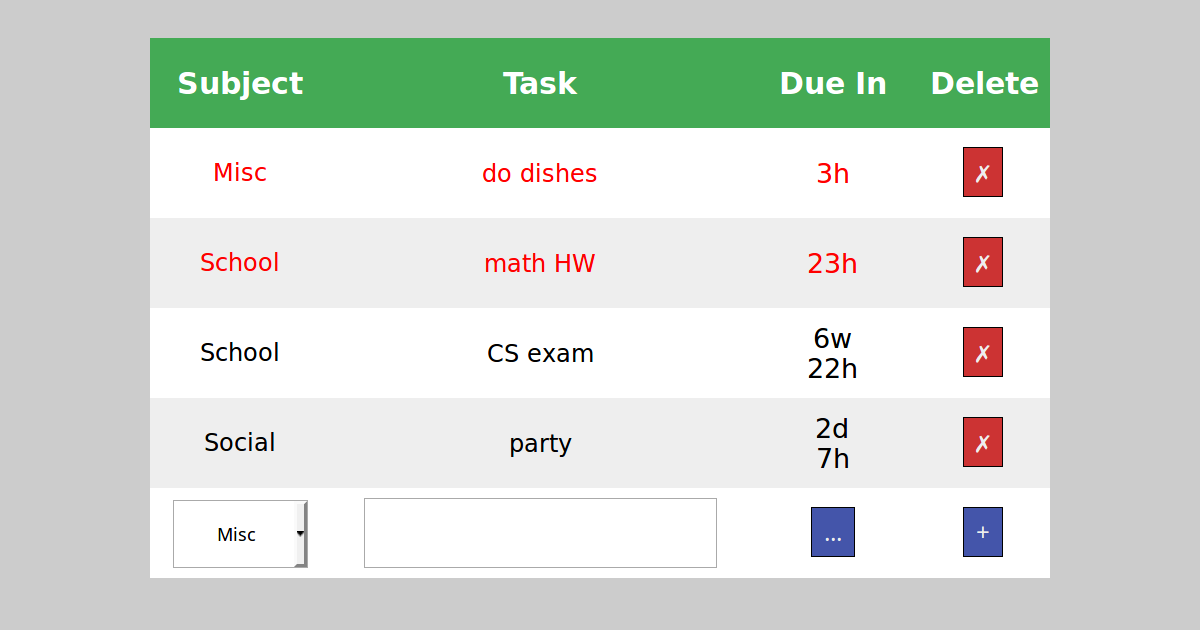 Subject Task Due In Delete
Misc do dishes 3h ✗
School math HW 23h ✗
School CS exam 6w
22h ✗
Social party 2d
7h ✗
Misc ... +